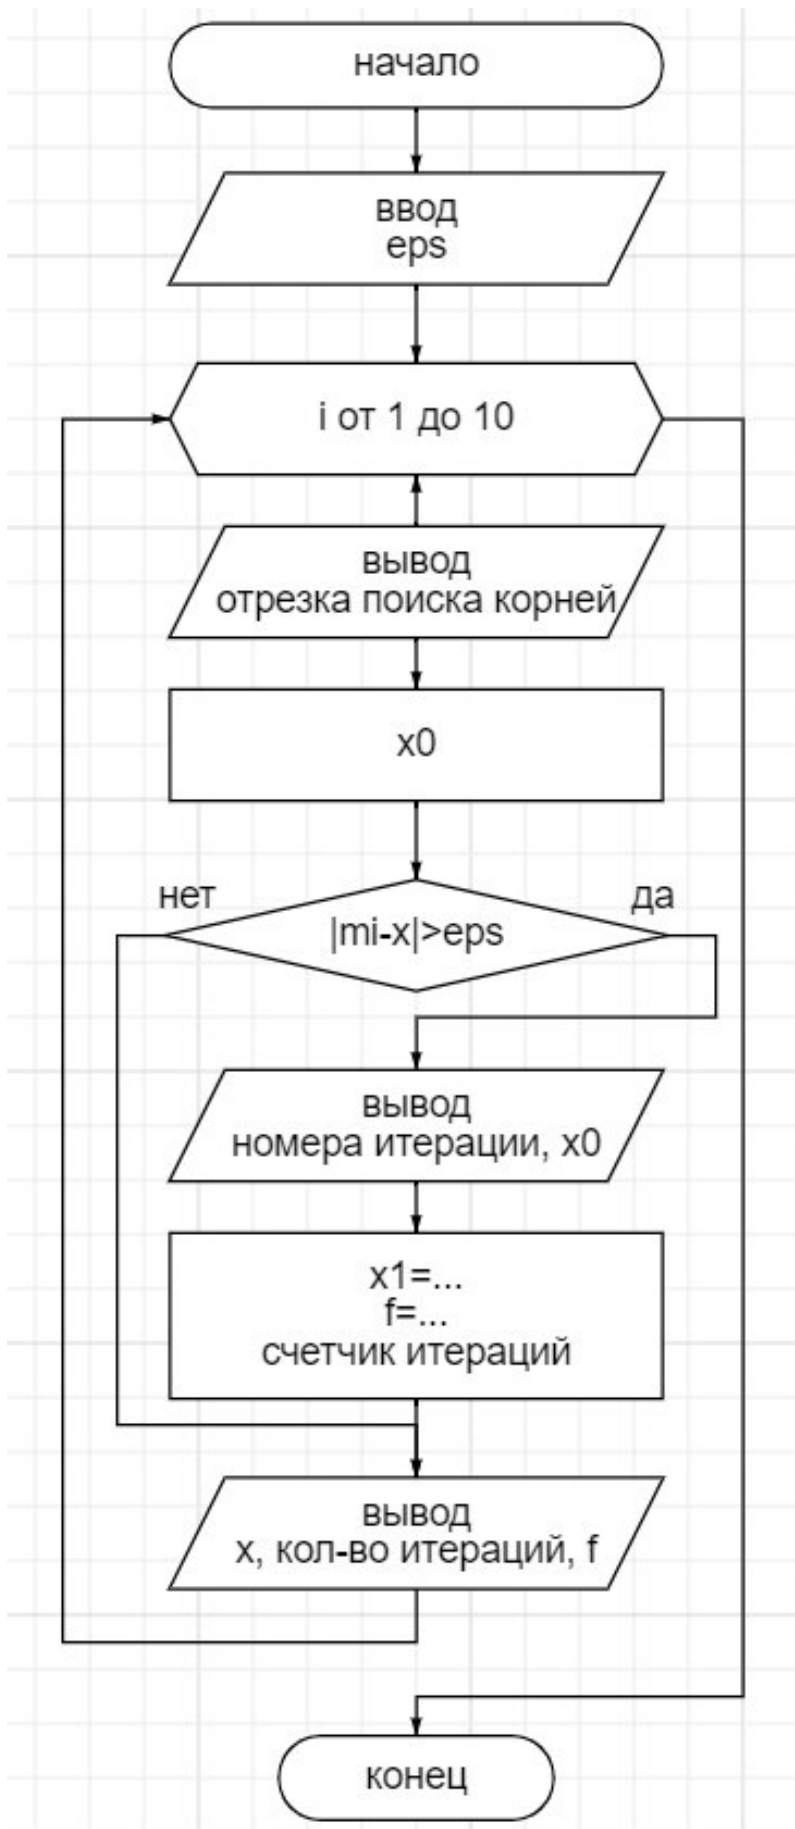 начало
ввод
eps
i от 1 до 10
вывод
отрезка поиска корней
x0
нет
да
|mi-x|>eps
вывод
номера итерации, x0
x1=...
f=...
счетчик итераций
вывод
x, кол-во итераций, f
конец